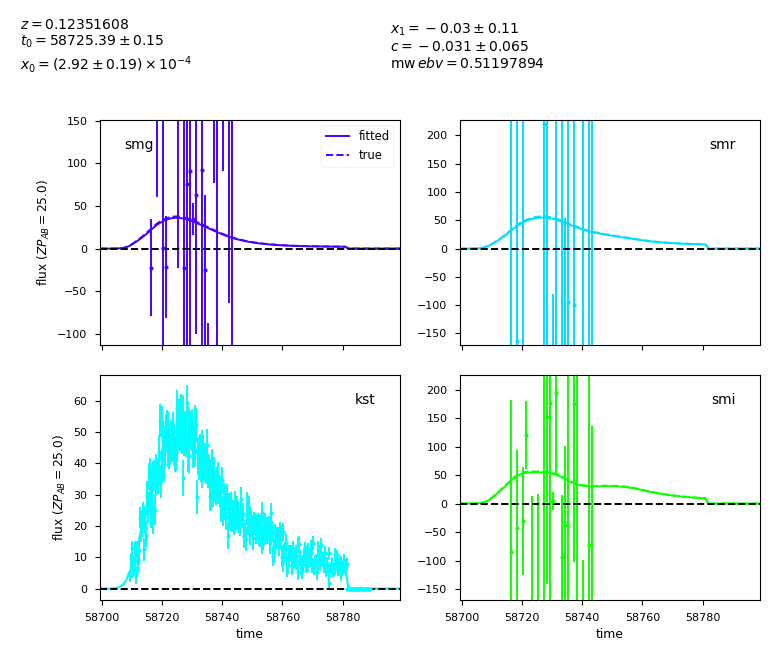 z = 0.12351608
t0 = 58725.39 ± 0.15
x0 = (2.92 ± 0.19) × 10^−4
x1 = −0.03 ± 0.11
c = −0.031 ± 0.065
mw ebv = 0.51197894
150
100
50
0
−50
−100
flux (ZP_AB = 25.0)
smg
fitted
true
200
150
100
50
0
−50
−100
−150
smr
60
50
40
30
20
10
0
flux (ZP_AB = 25.0)
kst
58700
58720
58740
58760
58780
time
200
150
100
50
0
−50
−100
−150
smi
58700
58720
58740
58760
58780
time